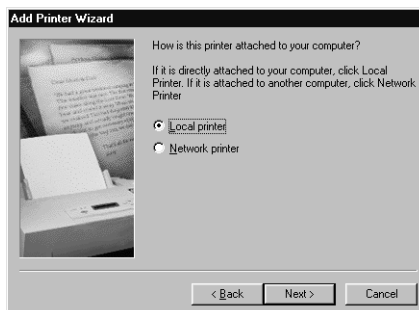 Add Printer Wizard
How is this printer attached to your computer?
If it is directly attached to your computer, click Local
Printer. If it is attached to another computer, click Network
Printer
Local printer
Network printer
< Back
Next >
Cancel